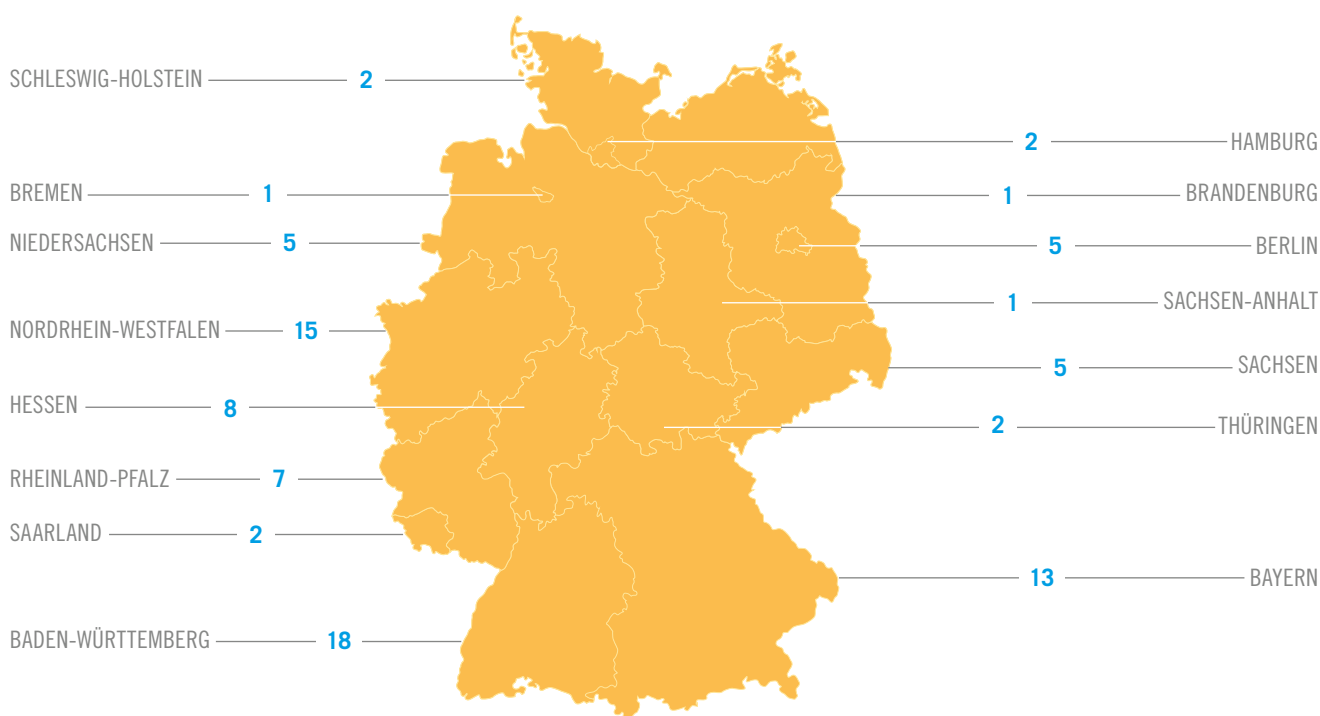 SCHLESWIG-HOLSTEIN 2
2 HAMBURG
BREMEN 1
1 BRANDENBURG
NIEDERSACHSEN 5
5 BERLIN
1 SACHSEN-ANHALT
NORDRHEIN-WESTFALEN 15
5 SACHSEN
HESSEN 8
2 THÜRINGEN
RHEINLAND-PFALZ 7
SAARLAND 2
13 BAYERN
BADEN-WÜRTTEMBERG 18